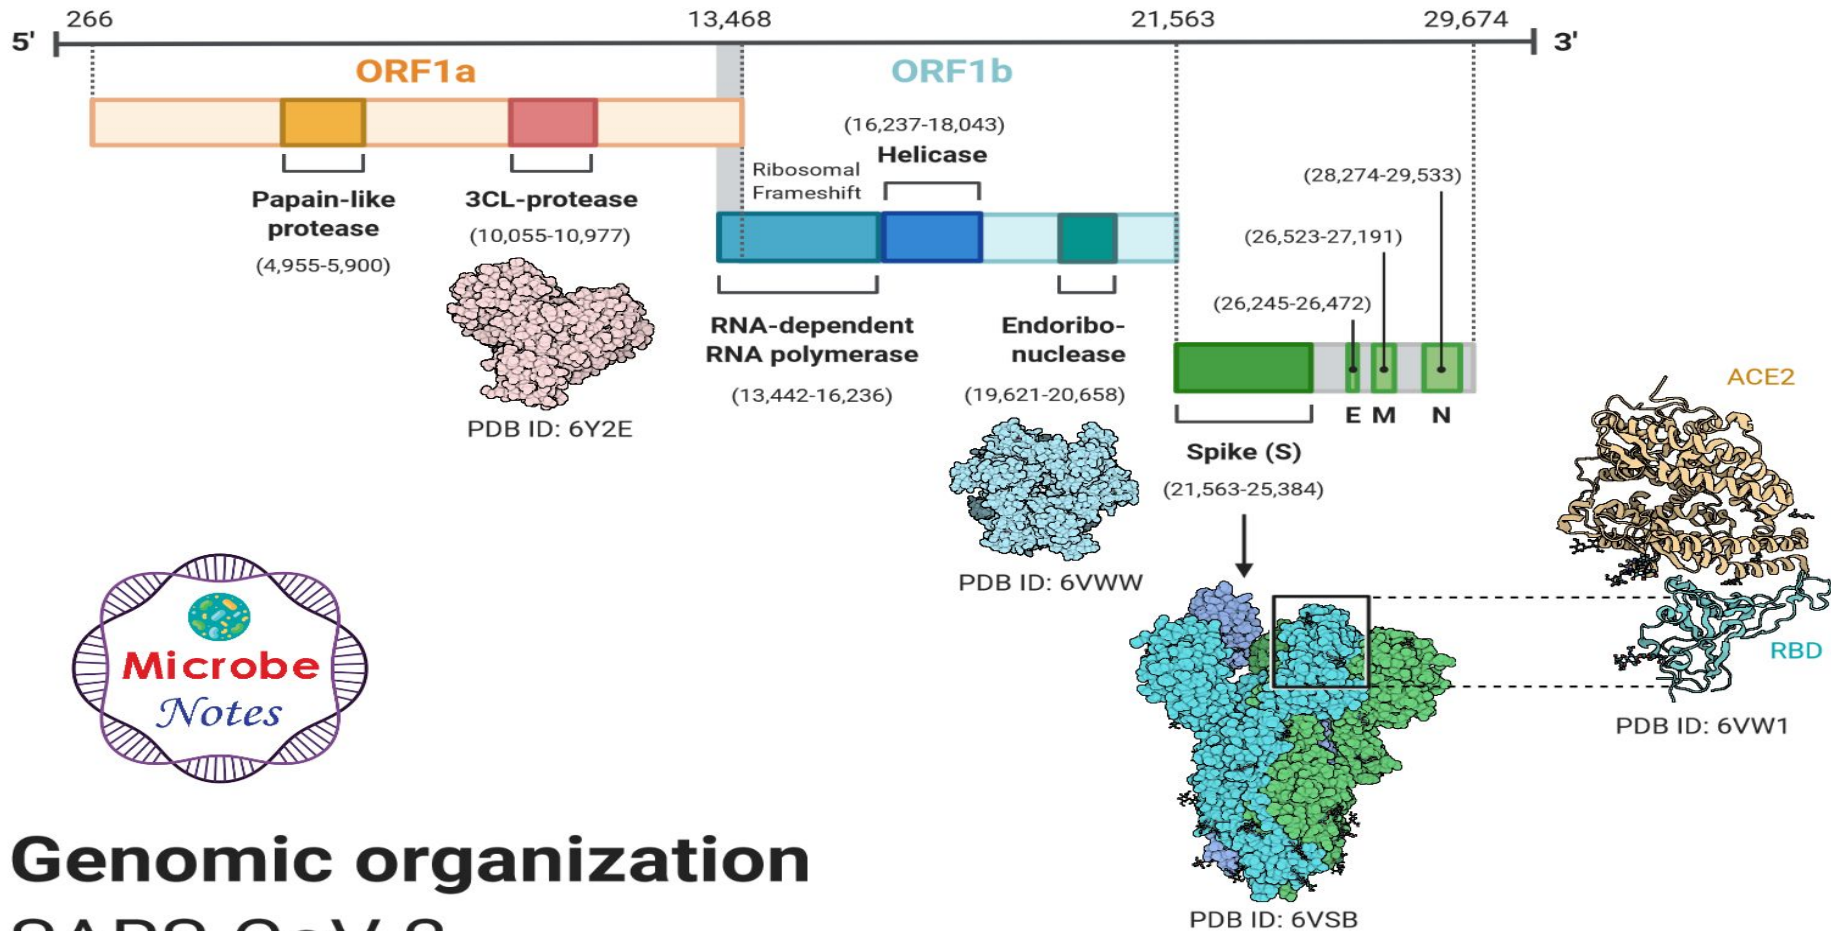 266
13,468
21,563
29,674
5'
3'
ORF1a
ORF1b
(16,237-18,043)
Helicase
Ribosomal
Frameshift
Papain-like
protease
(4,955-5,900)
3CL-protease
(10,055-10,977)
PDB ID: 6Y2E
RNA-dependent
RNA polymerase
(13,442-16,236)
Endoribo-
nuclease
(19,621-20,658)
PDB ID: 6VWW
(28,274-29,533)
(26,523-27,191)
(26,245-26,472)
E M N
Spike (S)
(21,563-25,384)
ACE2
RBD
PDB ID: 6VW1
PDB ID: 6VSB
Microbe
Notes
Genomic organization